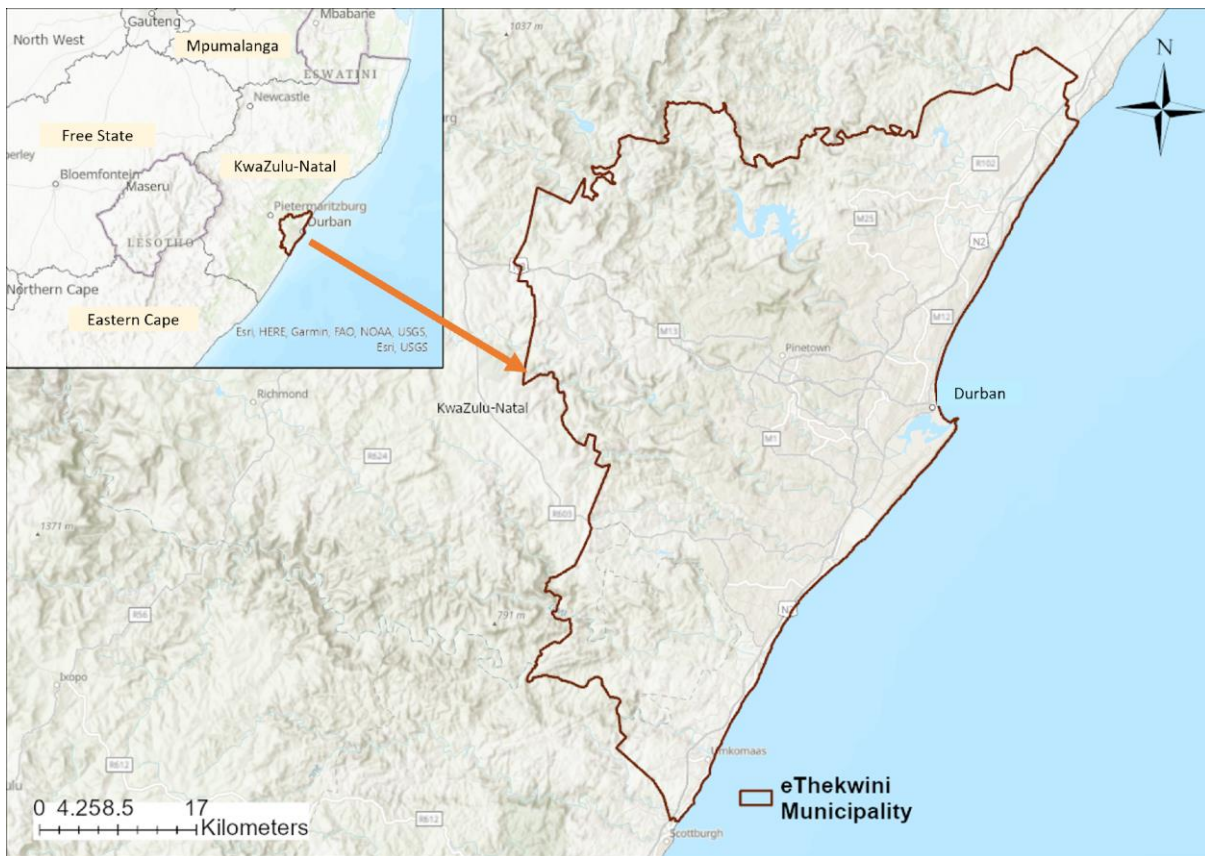 Gauteng
Mbabane
North West
Mpumalanga
ESWATINI
Newcastle
Free State
KwaZulu-Natal
Bloemfontein
Maseru
Pietermaritzburg
Durban
LESOTHO
Northern Cape
Eastern Cape
Esri, HERE, Garmin, FAO, NOAA, USGS,
Esri, USGS
1037 m
N
R102
M25
N2
M12
M13
Pinetown
Richmond
KwaZulu-Natal
Durban
M1
R624
R603
1371 m
791 m
R56
N2
Ixopo
R612
Umkomaas
eThekwini
Municipality
0 4.258.5 17
Kilometers
R612
Scottburgh